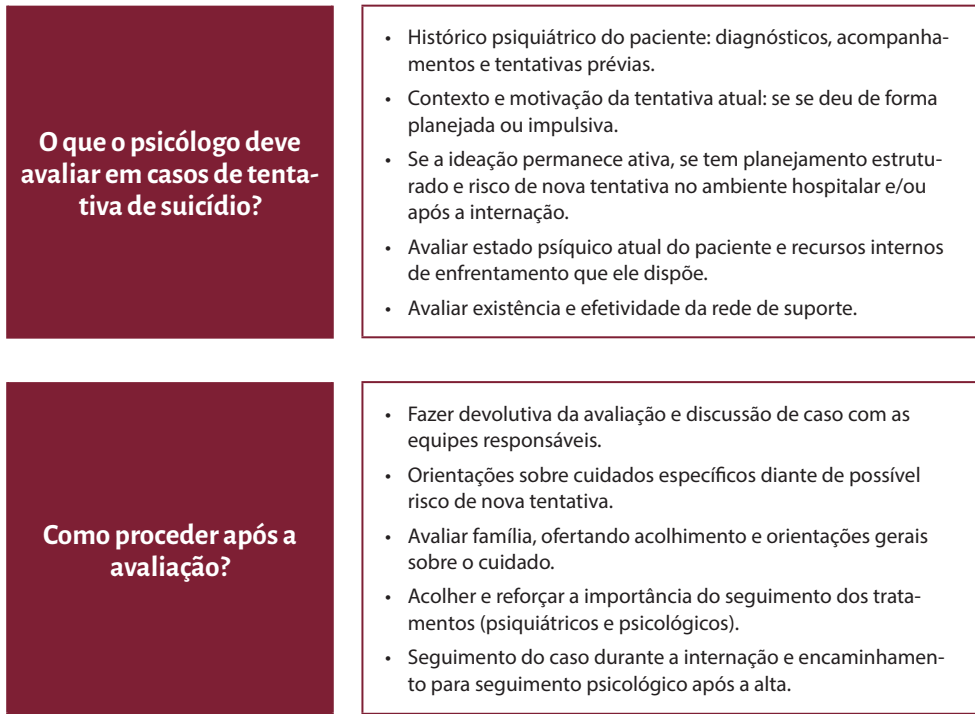 O que o psicólogo deve
avaliar em casos de tenta-
tiva de suicídio?
• Histórico psiquiátrico do paciente: diagnósticos, acompanha-
mentos e tentativas prévias.
• Contexto e motivação da tentativa atual: se se deu de forma
planejada ou impulsiva.
• Se a ideação permanece ativa, se tem planejamento estrutu-
rado e risco de nova tentativa no ambiente hospitalar e/ou
após a internação.
• Avaliar estado psíquico atual do paciente e recursos internos
de enfrentamento que ele dispõe.
• Avaliar existência e efetividade da rede de suporte.
Como proceder após a
avaliação?
• Fazer devolutiva da avaliação e discussão de caso com as
equipes responsáveis.
• Orientações sobre cuidados específicos diante de possível
risco de nova tentativa.
• Avaliar família, ofertando acolhimento e orientações gerais
sobre o cuidado.
• Acolher e reforçar a importância do seguimento dos trata-
mentos (psiquiátricos e psicológicos).
• Seguimento do caso durante a internação e encaminhamen-
to para seguimento psicológico após a alta.